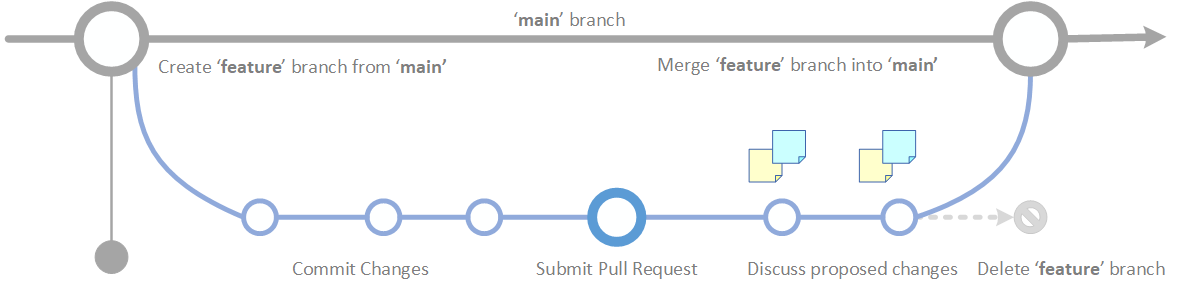 ‘main’ branch
Create ‘feature’ branch from ‘main’
Merge ‘feature’ branch into ‘main’
Commit Changes
Submit Pull Request
Discuss proposed changes
Delete ‘feature’ branch